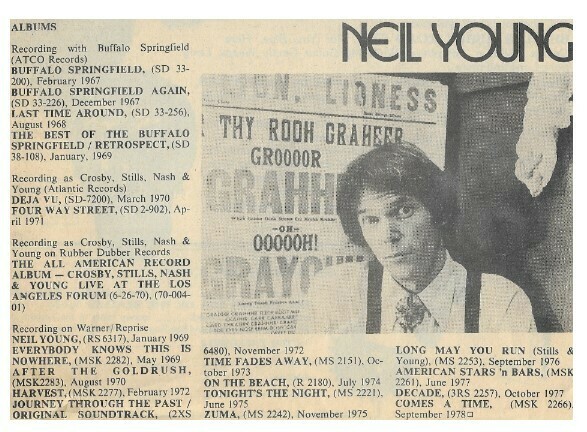 ALBUMS
Recording with Buffalo Springfield
(ATCO Records)
BUFFALO SPRINGFIELD, (SD 33-
200), February 1967
BUFFALO SPRINGFIELD AGAIN,
(SD 33-226), December 1967
LAST TIME AROUND, (SD 33-256),
August 1968
THE BEST OF THE BUFFALO
SPRINGFIELD / RETROSPECT, (SD
38-108), January, 1969
Recording as Crosby, Stills, Nash &
Young (Atlantic Records)
DEJA VU, (SD-7200), March 1970
FOUR WAY STREET, (SD 2-902), Ap-
ril 1971
Recording as Crosby, Stills, Nash &
Young on Rubber Dubber Records
THE ALL AMERICAN RECORD
ALBUM — CROSBY, STILLS, NASH
& YOUNG LIVE AT THE LOS
ANGELES FORUM (6-26-70), (70-004-
01)
Recording on Warner/Reprise
NEIL YOUNG, (RS 6317), January 1969
EVERYBODY KNOWS THIS IS
NOWHERE, (MSK 2282), May 1969
AFTER THE GOLDRUSH,
(MSK2283), August 1970
HARVEST, (MSK 2277), February 1972
JOURNEY THROUGH THE PAST /
ORIGINAL SOUNDTRACK, (2XS
NEIL YOUNG
LIONESS
THY ROOH GRAHEER
GROOOOR
GRAHH
-OH-
OOOOOH!
GRAYO
6480), November 1972
TIME FADES AWAY, (MS 2151), Oc-
tober 1973
ON THE BEACH, (R 2180), July 1974
TONIGHT'S THE NIGHT, (MS 2221),
June 1975
ZUMA, (MS 2242), November 1975
LONG MAY YOU RUN (Stills &
Young), (MS 2253), September 1976
AMERICAN STARS 'n BARS, (MSK
2261), June 1977
DECADE, (3RS 2257), October 1977
COMES A TIME, (MSK 2266),
September 1978